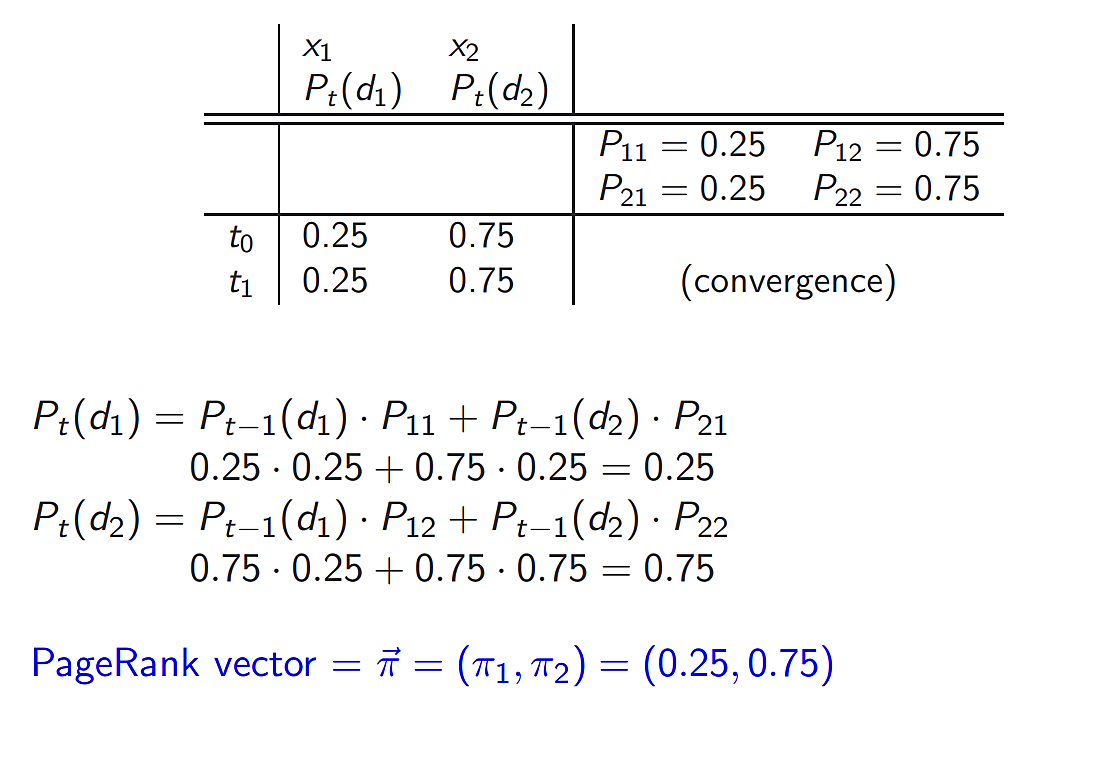 x₁ x₂
Pₜ(d₁) Pₜ(d₂)
P₁₁ = 0.25 P₁₂ = 0.75
P₂₁ = 0.25 P₂₂ = 0.75
t₀ 0.25 0.75
t₁ 0.25 0.75 (convergence)
Pₜ(d₁) = Pₜ₋₁(d₁) · P₁₁ + Pₜ₋₁(d₂) · P₂₁
0.25 · 0.25 + 0.75 · 0.25 = 0.25
Pₜ(d₂) = Pₜ₋₁(d₁) · P₁₂ + Pₜ₋₁(d₂) · P₂₂
0.75 · 0.25 + 0.75 · 0.75 = 0.75
PageRank vector = π⃗ = (π₁, π₂) = (0.25, 0.75)